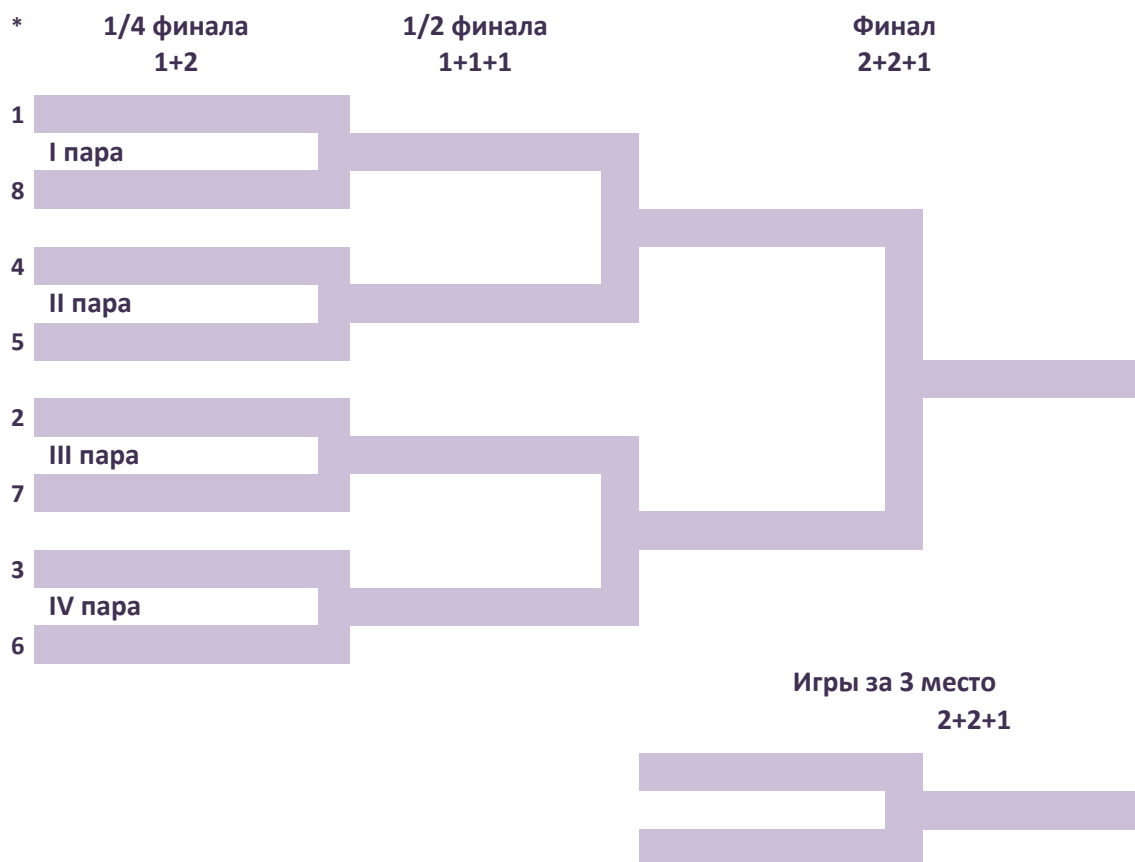 * 1/4 финала 1/2 финала Финал
1+2 1+1+1 2+2+1
1
I пара
8
4
II пара
5
2
III пара
7
3
IV пара
6
Игры за 3 место
2+2+1